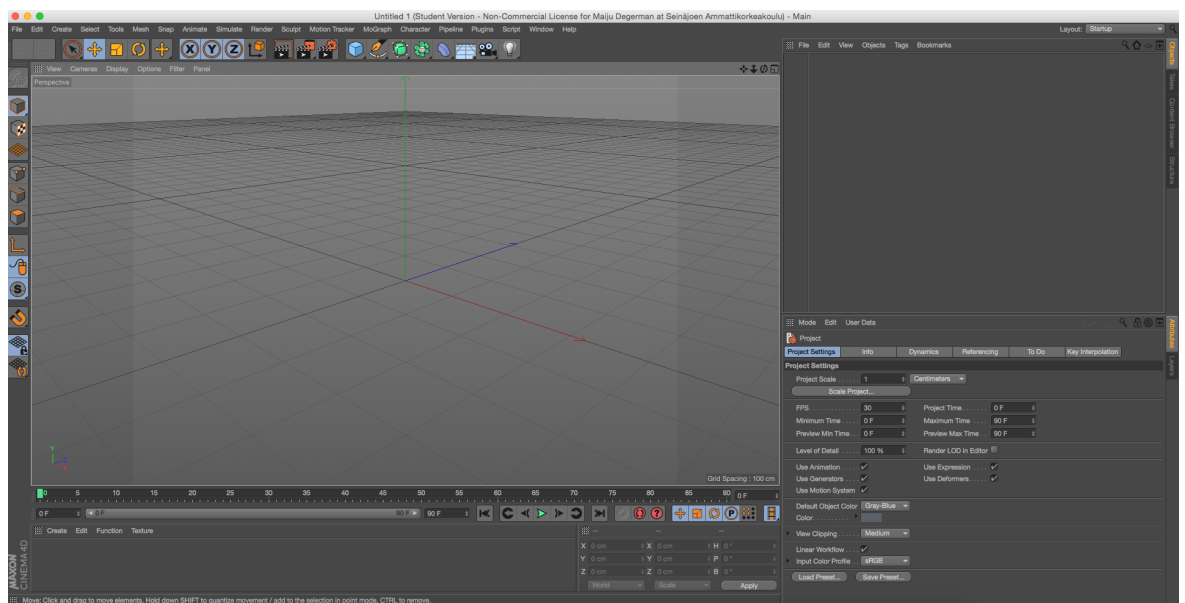 Untitled 1 (Student Version - Non-Commercial License for Maiju Degerman at Seinäjoen Ammattikorkeakoulu) - Main
File Edit Create Select Tools Mesh Snap Animate Simulate Render Sculpt Motion Tracker MoGraph Character Pipeline Plugins Script Window Help Layout: Startup
X Y Z
File Edit View Objects Tags Bookmarks
View Cameras Display Options Filter Panel
Perspective
Objects
Takes
Content Browser
Structure
S
Y
Z
X
Grid Spacing : 100 cm
Mode Edit User Data
Attributes
Layers
Project
Project Settings Info Dynamics Referencing To Do Key Interpolation
Project Settings
Project Scale . . . . . 1 Centimeters
Scale Project...
FPS . . . . . . . . . . . . 30 Project Time . . . . . . . 0 F
Minimum Time . . . . 0 F Maximum Time . . . . 90 F
Preview Min Time . . 0 F Preview Max Time . . 90 F
Level of Detail . . . . 100 % Render LOD in Editor
Use Animation . . . . Use Expression . . . . .
Use Generators . . . Use Deformers . . . . .
Use Motion System
Default Object Color Gray-Blue
Color . . . . . . . . . .
View Clipping . . . . . Medium
Linear Workflow . . .
Input Color Profile . sRGB
Load Preset... Save Preset...
0 5 10 15 20 25 30 35 40 45 50 55 60 65 70 75 80 85 90 0 F
0 F 0 F 90 F 90 F ? P
Create Edit Function Texture
-- -- --
X 0 cm X 0 cm H 0 °
Y 0 cm Y 0 cm P 0 °
Z 0 cm Z 0 cm B 0 °
World Scale Apply
MAXON
CINEMA 4D
Move: Click and drag to move elements. Hold down SHIFT to quantize movement / add to the selection in point mode, CTRL to remove.